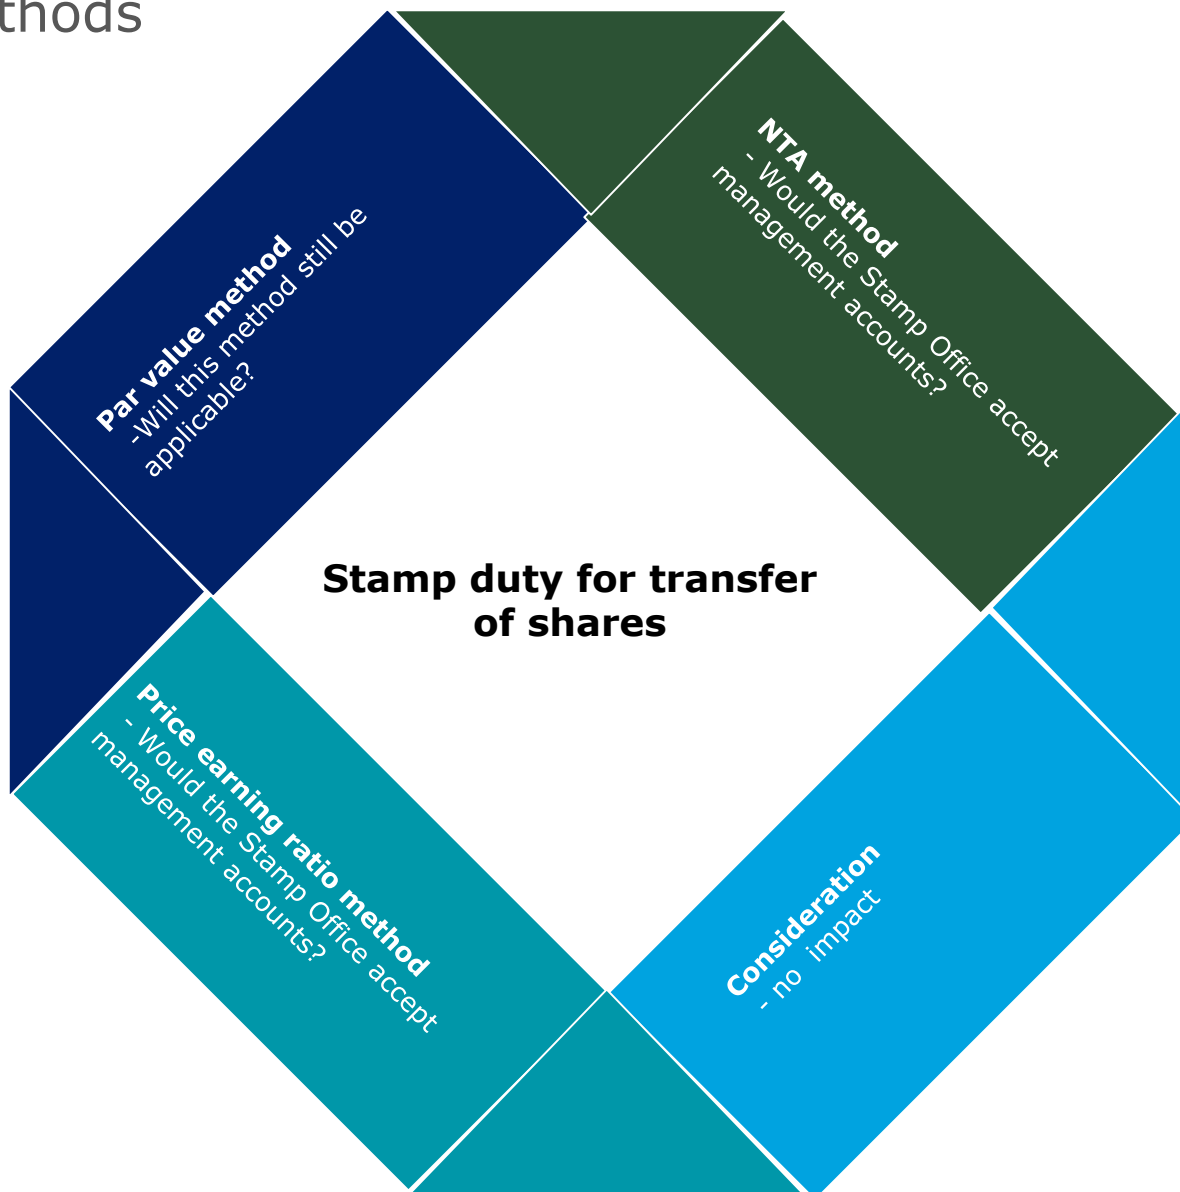 thods
Par value method
-Will this method still be
applicable?
NTA method
- Would the Stamp Office accept
management accounts?
Stamp duty for transfer
of shares
Price earning ratio method
- Would the Stamp Office accept
management accounts?
Consideration
- no  impact